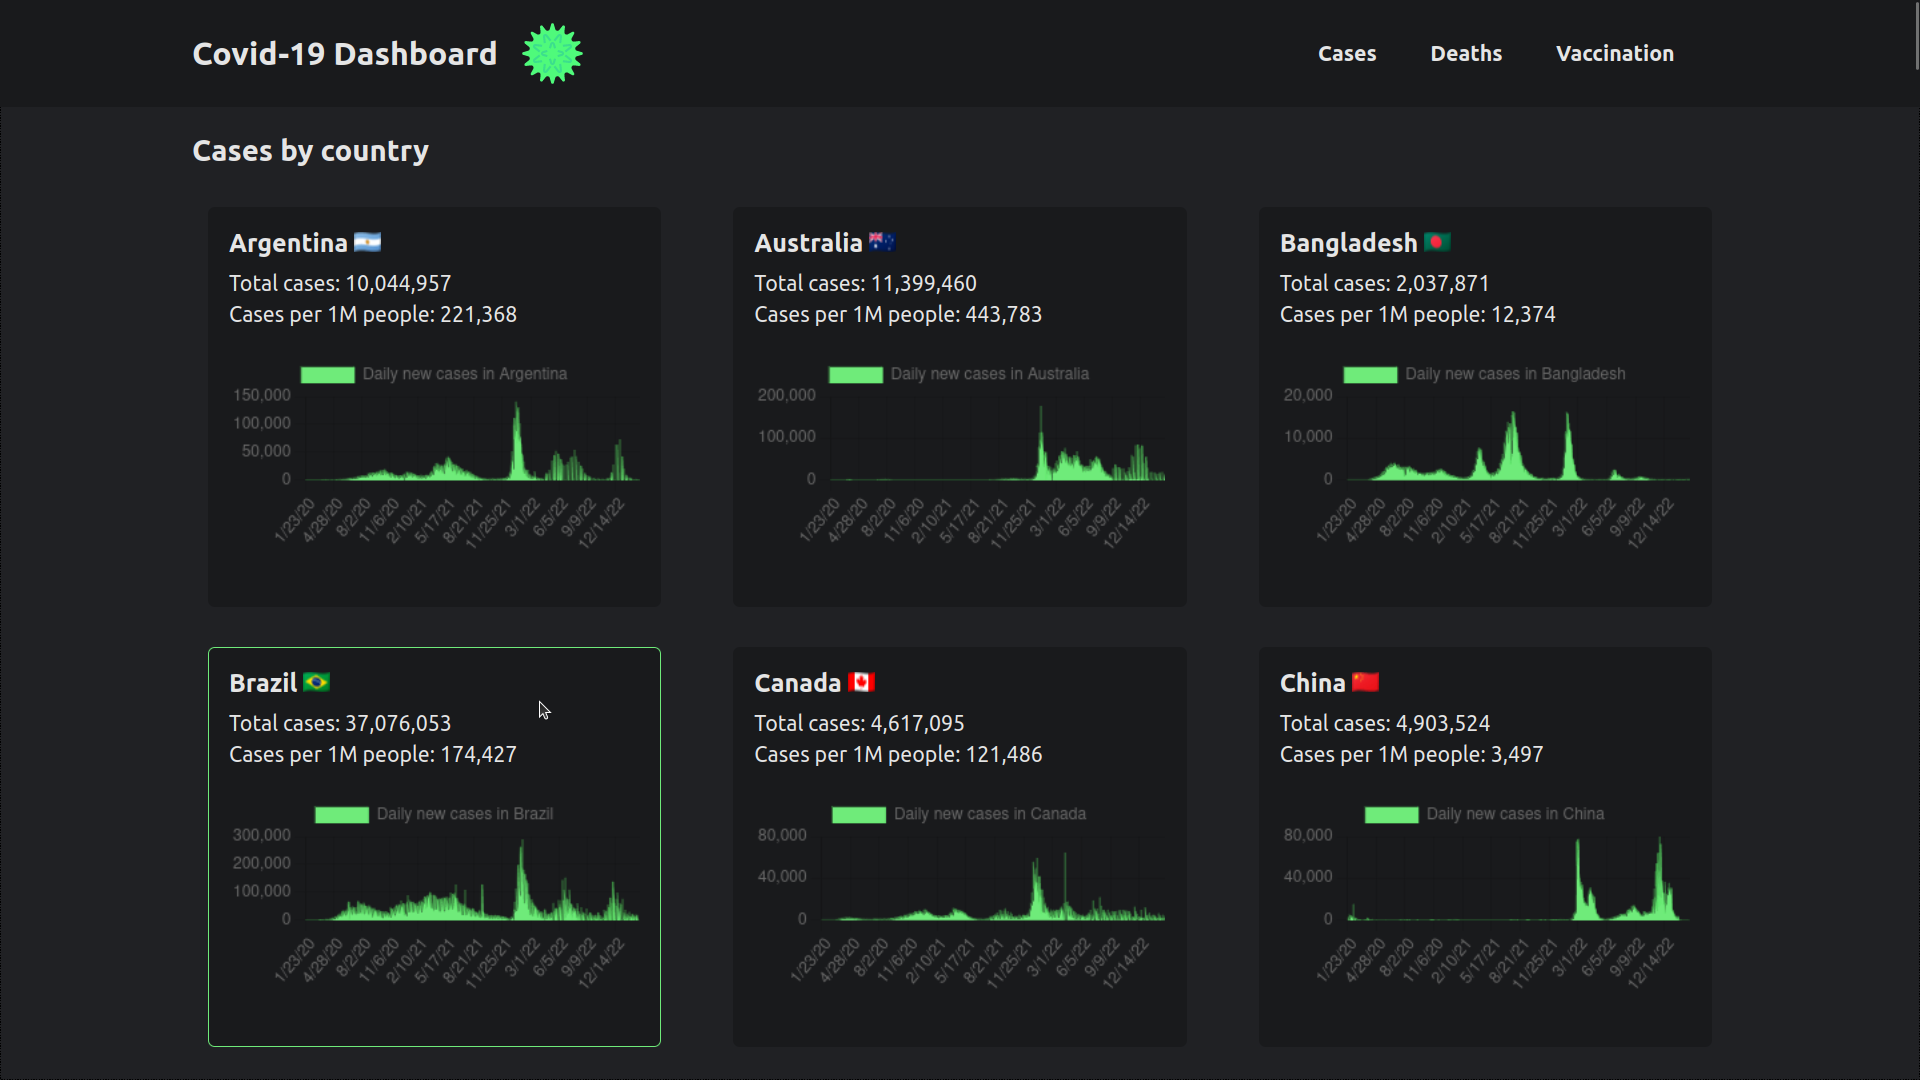 Covid-19 Dashboard
Cases Deaths Vaccination
Cases by country
Argentina
Total cases: 10,044,957
Cases per 1M people: 221,368
Daily new cases in Argentina
150,000
100,000
50,000
0
1/23/20 4/28/20 8/2/20 11/6/20 2/10/21 5/17/21 8/21/21 11/25/21 3/1/22 6/5/22 9/9/22 12/14/22
Australia
Total cases: 11,399,460
Cases per 1M people: 443,783
Daily new cases in Australia
200,000
100,000
0
1/23/20 4/28/20 8/2/20 11/6/20 2/10/21 5/17/21 8/21/21 11/25/21 3/1/22 6/5/22 9/9/22 12/14/22
Bangladesh
Total cases: 2,037,871
Cases per 1M people: 12,374
Daily new cases in Bangladesh
20,000
10,000
0
1/23/20 4/28/20 8/2/20 11/6/20 2/10/21 5/17/21 8/21/21 11/25/21 3/1/22 6/5/22 9/9/22 12/14/22
Brazil
Total cases: 37,076,053
Cases per 1M people: 174,427
Daily new cases in Brazil
300,000
200,000
100,000
0
1/23/20 4/28/20 8/2/20 11/6/20 2/10/21 5/17/21 8/21/21 11/25/21 3/1/22 6/5/22 9/9/22 12/14/22
Canada
Total cases: 4,617,095
Cases per 1M people: 121,486
Daily new cases in Canada
80,000
40,000
0
1/23/20 4/28/20 8/2/20 11/6/20 2/10/21 5/17/21 8/21/21 11/25/21 3/1/22 6/5/22 9/9/22 12/14/22
China
Total cases: 4,903,524
Cases per 1M people: 3,497
Daily new cases in China
80,000
40,000
0
1/23/20 4/28/20 8/2/20 11/6/20 2/10/21 5/17/21 8/21/21 11/25/21 3/1/22 6/5/22 9/9/22 12/14/22